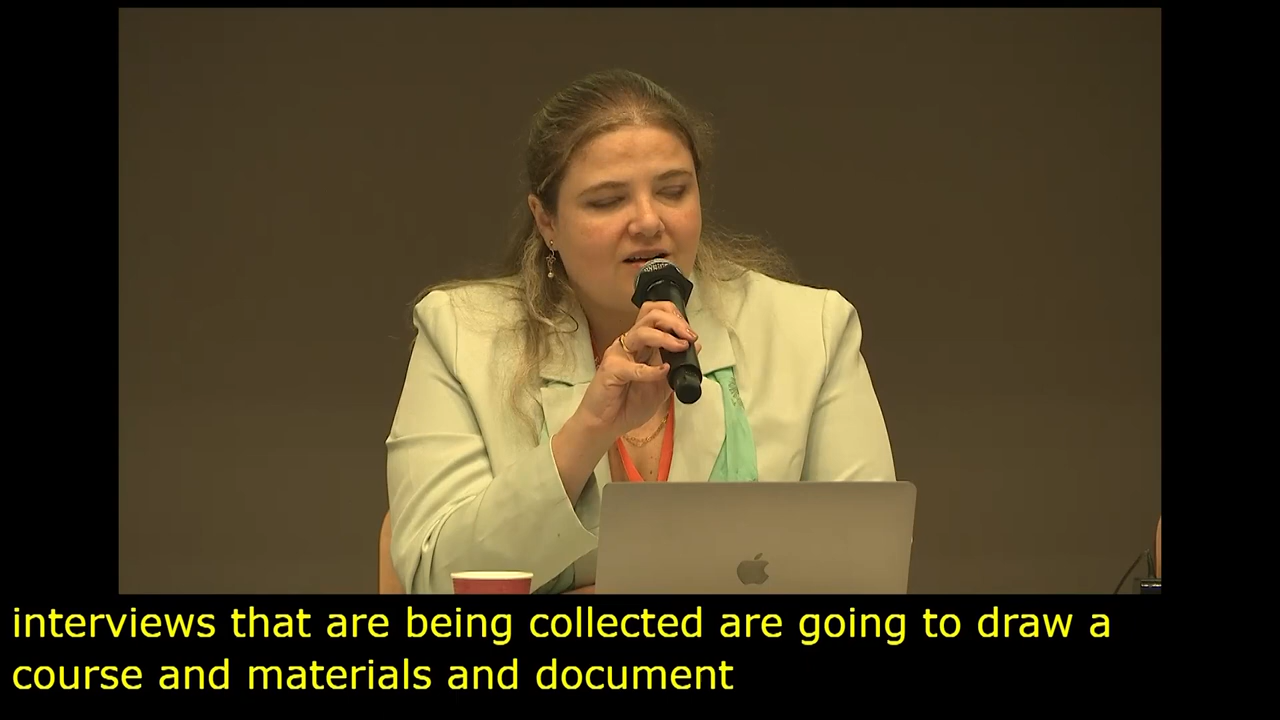 interviews that are being collected are going to draw a
course and materials and document